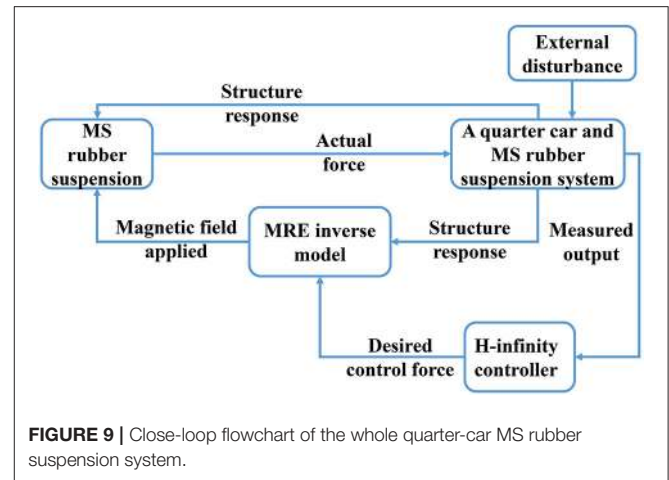 External
disturbance
Structure
response
MS
rubber
suspension
Actual
force
A quarter car and
MS rubber
suspension system
Magnetic field
applied
MRE inverse
model
Structure
response
Measured
output
Desired
control force
H-infinity
controller
FIGURE 9 | Close-loop flowchart of the whole quarter-car MS rubber
suspension system.